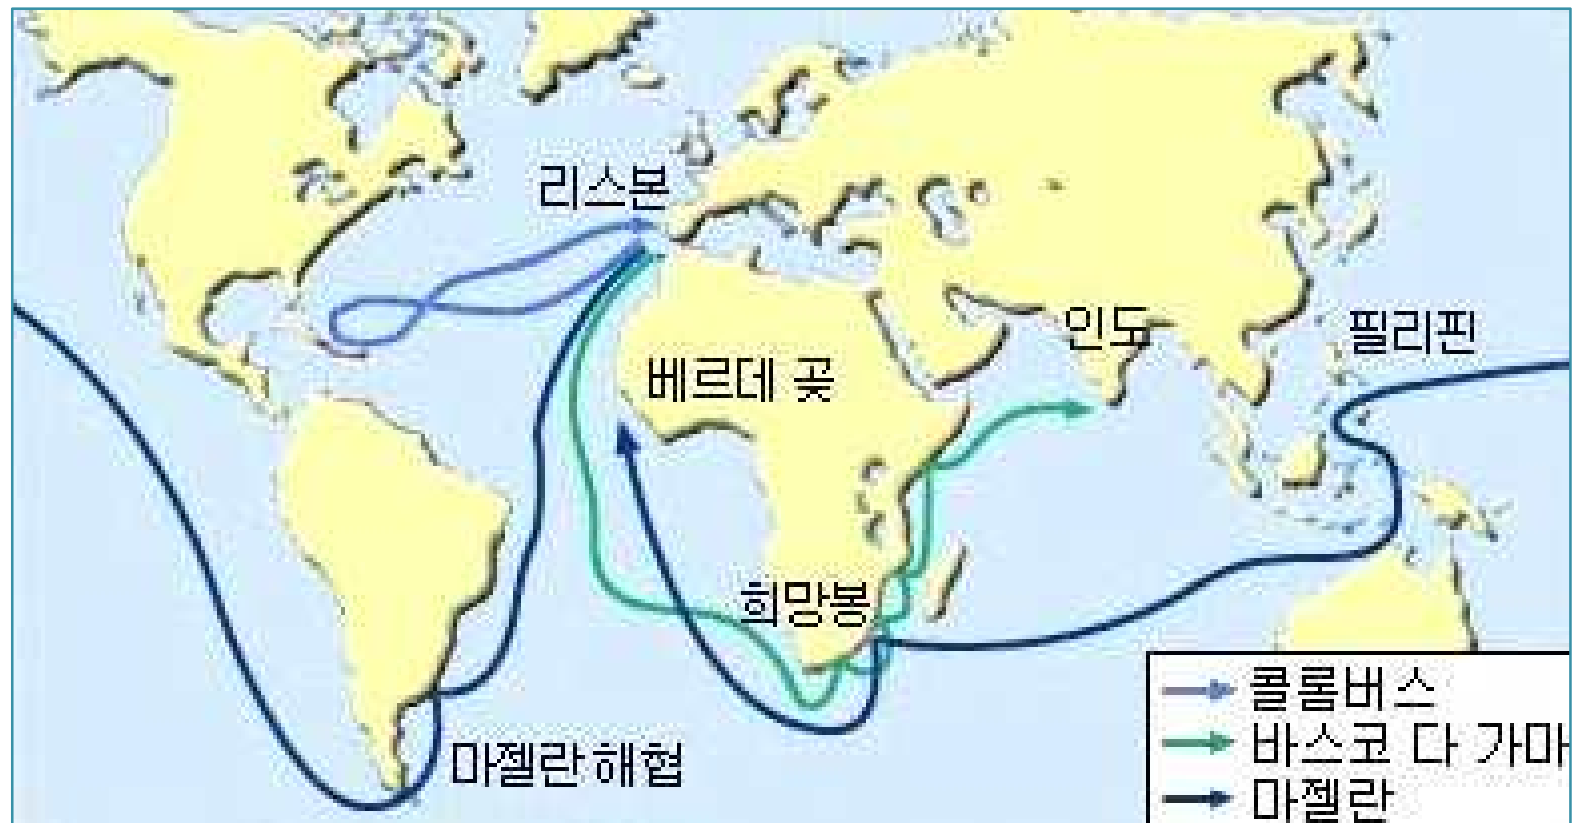 리스본
인도
필리핀
베르데 곶
희망봉
마젤란 해협
콜롬버스
바스코 다 가마
마젤란